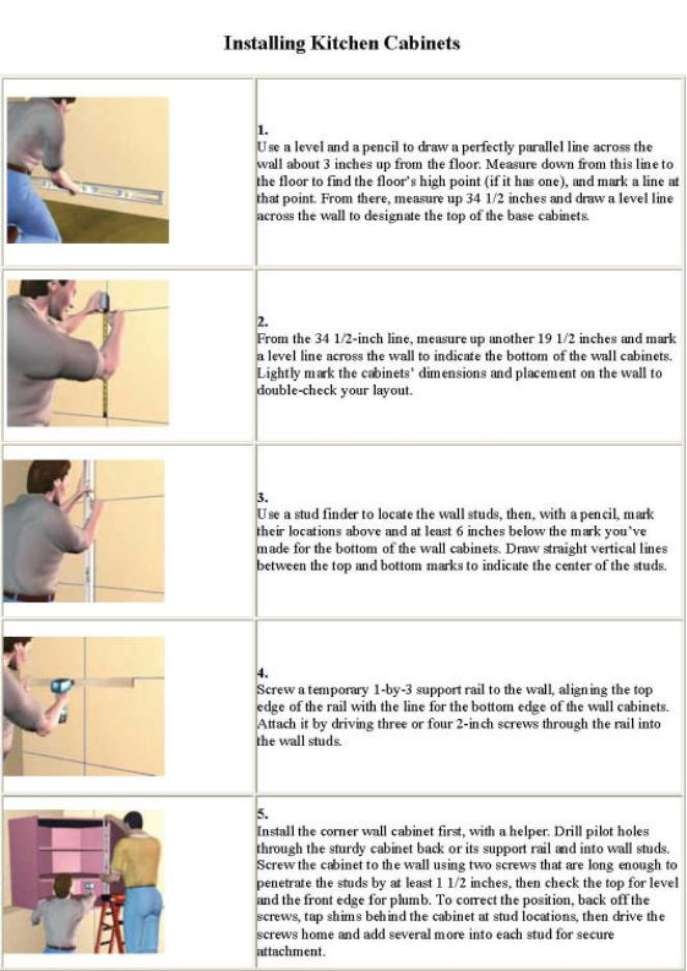 Installing Kitchen Cabinets
1.
Use a level and a pencil to draw a perfectly parallel line across the
wall about 3 inches up from the floor. Measure down from this line to
the floor to find the floor's high point (if it has one), and mark a line at
that point. From there, measure up 34 1/2 inches and draw a level line
across the wall to designate the top of the base cabinets.
2.
From the 34 1/2-inch line, measure up another 19 1/2 inches and mark
a level line across the wall to indicate the bottom of the wall cabinets.
Lightly mark the cabinets' dimensions and placement on the wall to
double-check your layout.
3.
Use a stud finder to locate the wall studs, then, with a pencil, mark
their locations above and at least 6 inches below the mark you've
made for the bottom of the wall cabinets. Draw straight vertical lines
between the top and bottom marks to indicate the center of the studs.
4.
Screw a temporary 1-by-3 support rail to the wall, aligning the top
edge of the rail with the line for the bottom edge of the wall cabinets.
Attach it by driving three or four 2-inch screws through the rail into
the wall studs.
5.
Install the corner wall cabinet first, with a helper. Drill pilot holes
through the sturdy cabinet back or its support rail and into wall studs.
Screw the cabinet to the wall using two screws that are long enough to
penetrate the studs by at least 1 1/2 inches, then check the top for level
and the front edge for plumb. To correct the position, back off the
screws, tap shims behind the cabinet at stud locations, then drive the
screws home and add several more into each stud for secure
attachment.